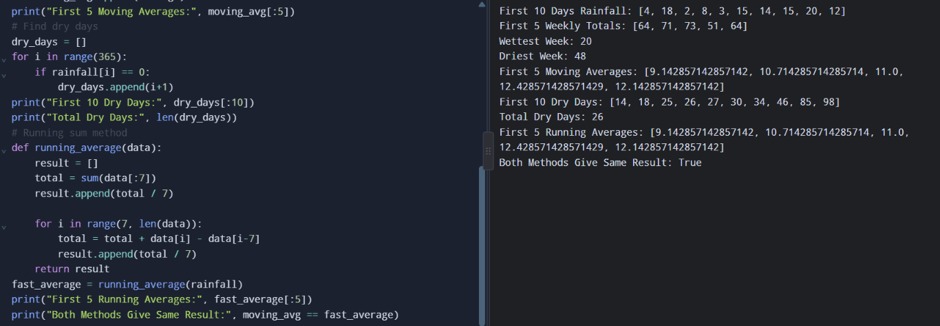 print("First 5 Moving Averages:", moving_avg[:5])
# Find dry days
dry_days = []
for i in range(365):
    if rainfall[i] == 0:
        dry_days.append(i+1)
print("First 10 Dry Days:", dry_days[:10])
print("Total Dry Days:", len(dry_days))
# Running sum method
def running_average(data):
    result = []
    total = sum(data[:7])
    result.append(total / 7)
    for i in range(7, len(data)):
        total = total + data[i] - data[i-7]
        result.append(total / 7)
    return result
fast_average = running_average(rainfall)
print("First 5 Running Averages:", fast_average[:5])
print("Both Methods Give Same Result:", moving_avg == fast_average)
First 10 Days Rainfall: [4, 18, 2, 8, 3, 15, 14, 15, 20, 12]
First 5 Weekly Totals: [64, 71, 73, 51, 64]
Wettest Week: 20
Driest Week: 48
First 5 Moving Averages: [9.142857142857142, 10.714285714285714, 11.0,
12.428571428571429, 12.142857142857142]
First 10 Dry Days: [14, 18, 25, 26, 27, 30, 34, 46, 85, 98]
Total Dry Days: 26
First 5 Running Averages: [9.142857142857142, 10.714285714285714, 11.0,
12.428571428571429, 12.142857142857142]
Both Methods Give Same Result: True